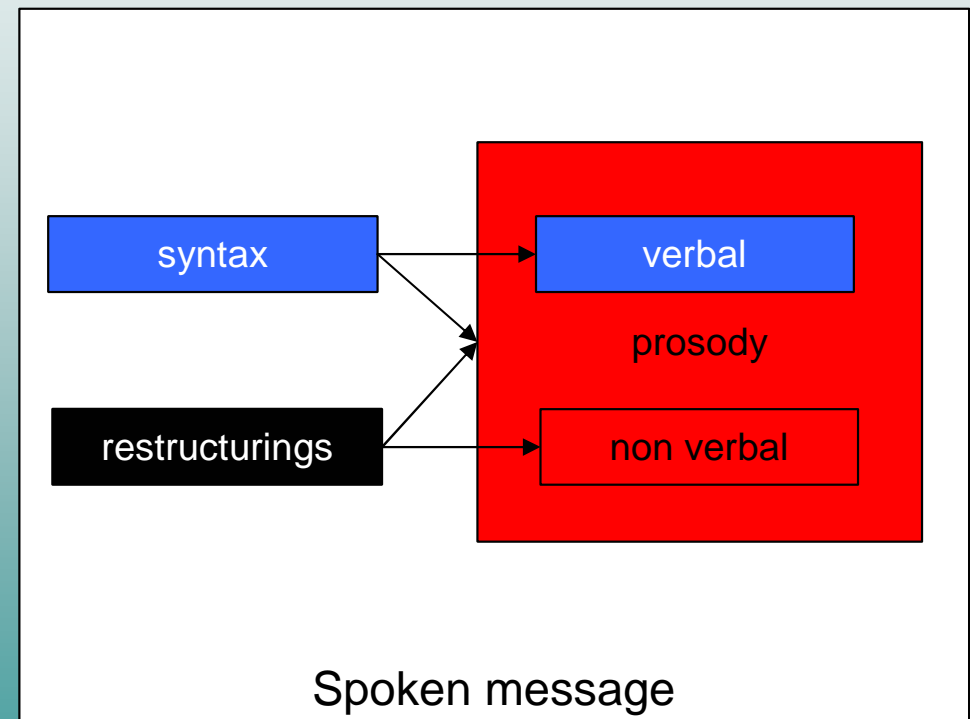 syntax
verbal
prosody
restructurings
non verbal
Spoken message